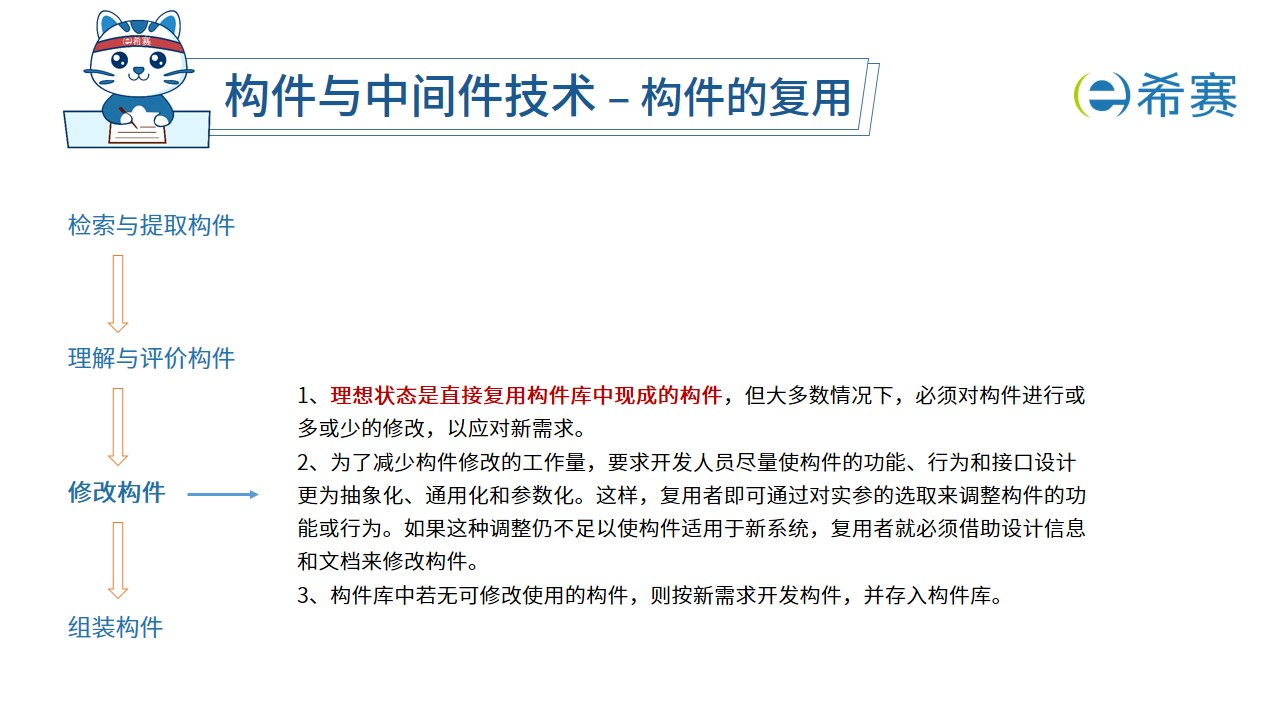 希赛
构件与中间件技术 – 构件的复用
希赛
检索与提取构件
理解与评价构件
修改构件
组装构件
1、理想状态是直接复用构件库中现成的构件，但大多数情况下，必须对构件进行或
多或少的修改，以应对新需求。
2、为了减少构件修改的工作量，要求开发人员尽量使构件的功能、行为和接口设计
更为抽象化、通用化和参数化。这样，复用者即可通过对实参的选取来调整构件的功
能或行为。如果这种调整仍不足以使构件适用于新系统，复用者就必须借助设计信息
和文档来修改构件。
3、构件库中若无可修改使用的构件，则按新需求开发构件，并存入构件库。